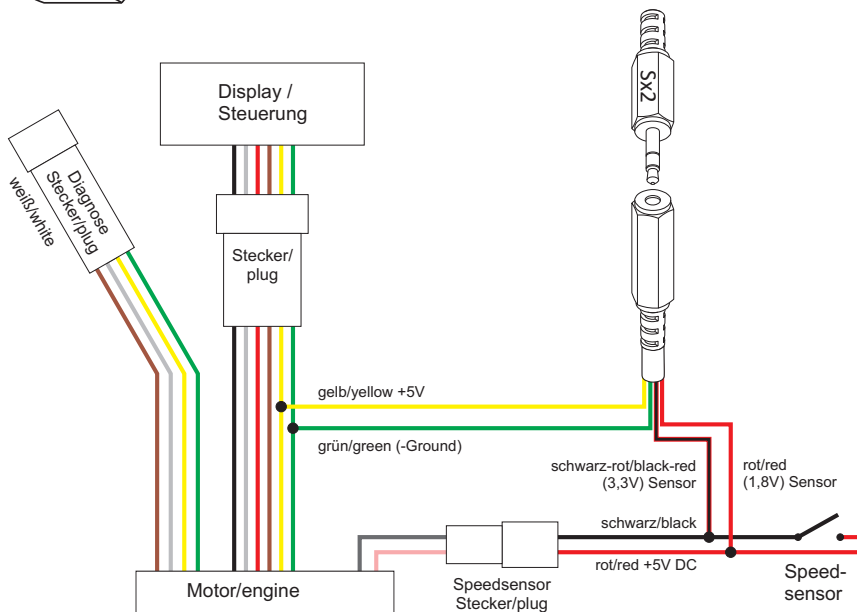 Sx2
Display /
Steuerung
Diagnose
Stecker/plug
weiß/white
Stecker/
plug
gelb/yellow +5V
grün/green (-Ground)
schwarz-rot/black-red
(3,3V) Sensor
rot/red
(1,8V) Sensor
schwarz/black
rot/red +5V DC
Motor/engine
Speedsensor
Stecker/plug
Speed-
sensor